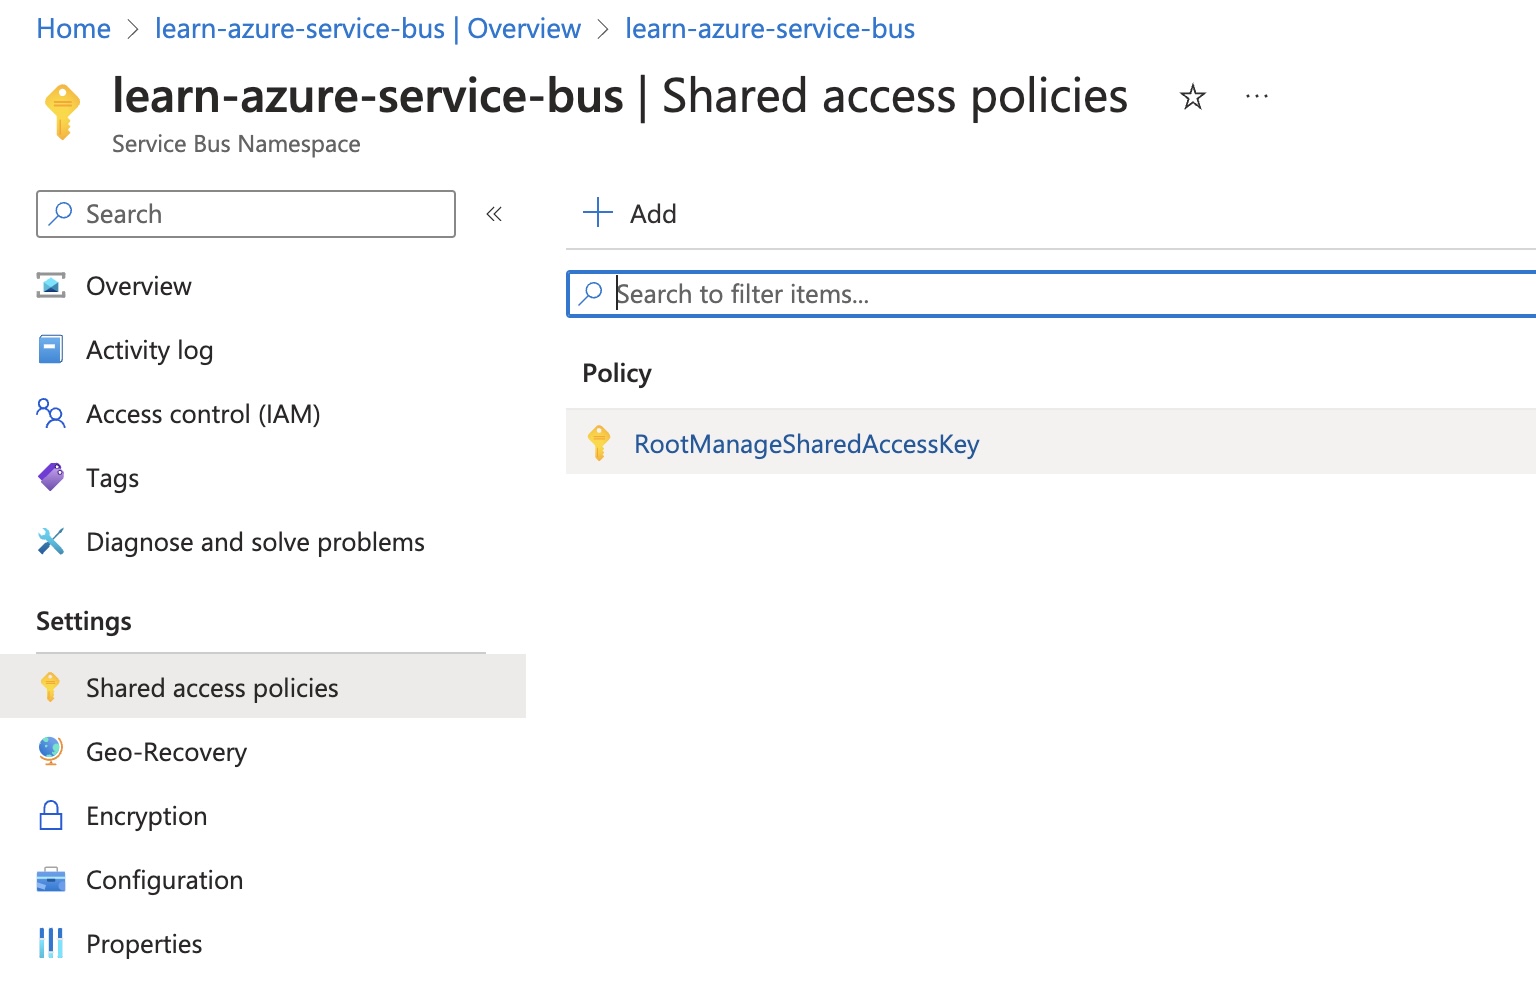 Home > learn-azure-service-bus | Overview > learn-azure-service-bus
learn-azure-service-bus | Shared access policies
Service Bus Namespace
Search
Overview
Activity log
Access control (IAM)
Tags
Diagnose and solve problems
Settings
Shared access policies
Geo-Recovery
Encryption
Configuration
Properties
Add
Search to filter items...
Policy
RootManageSharedAccessKey